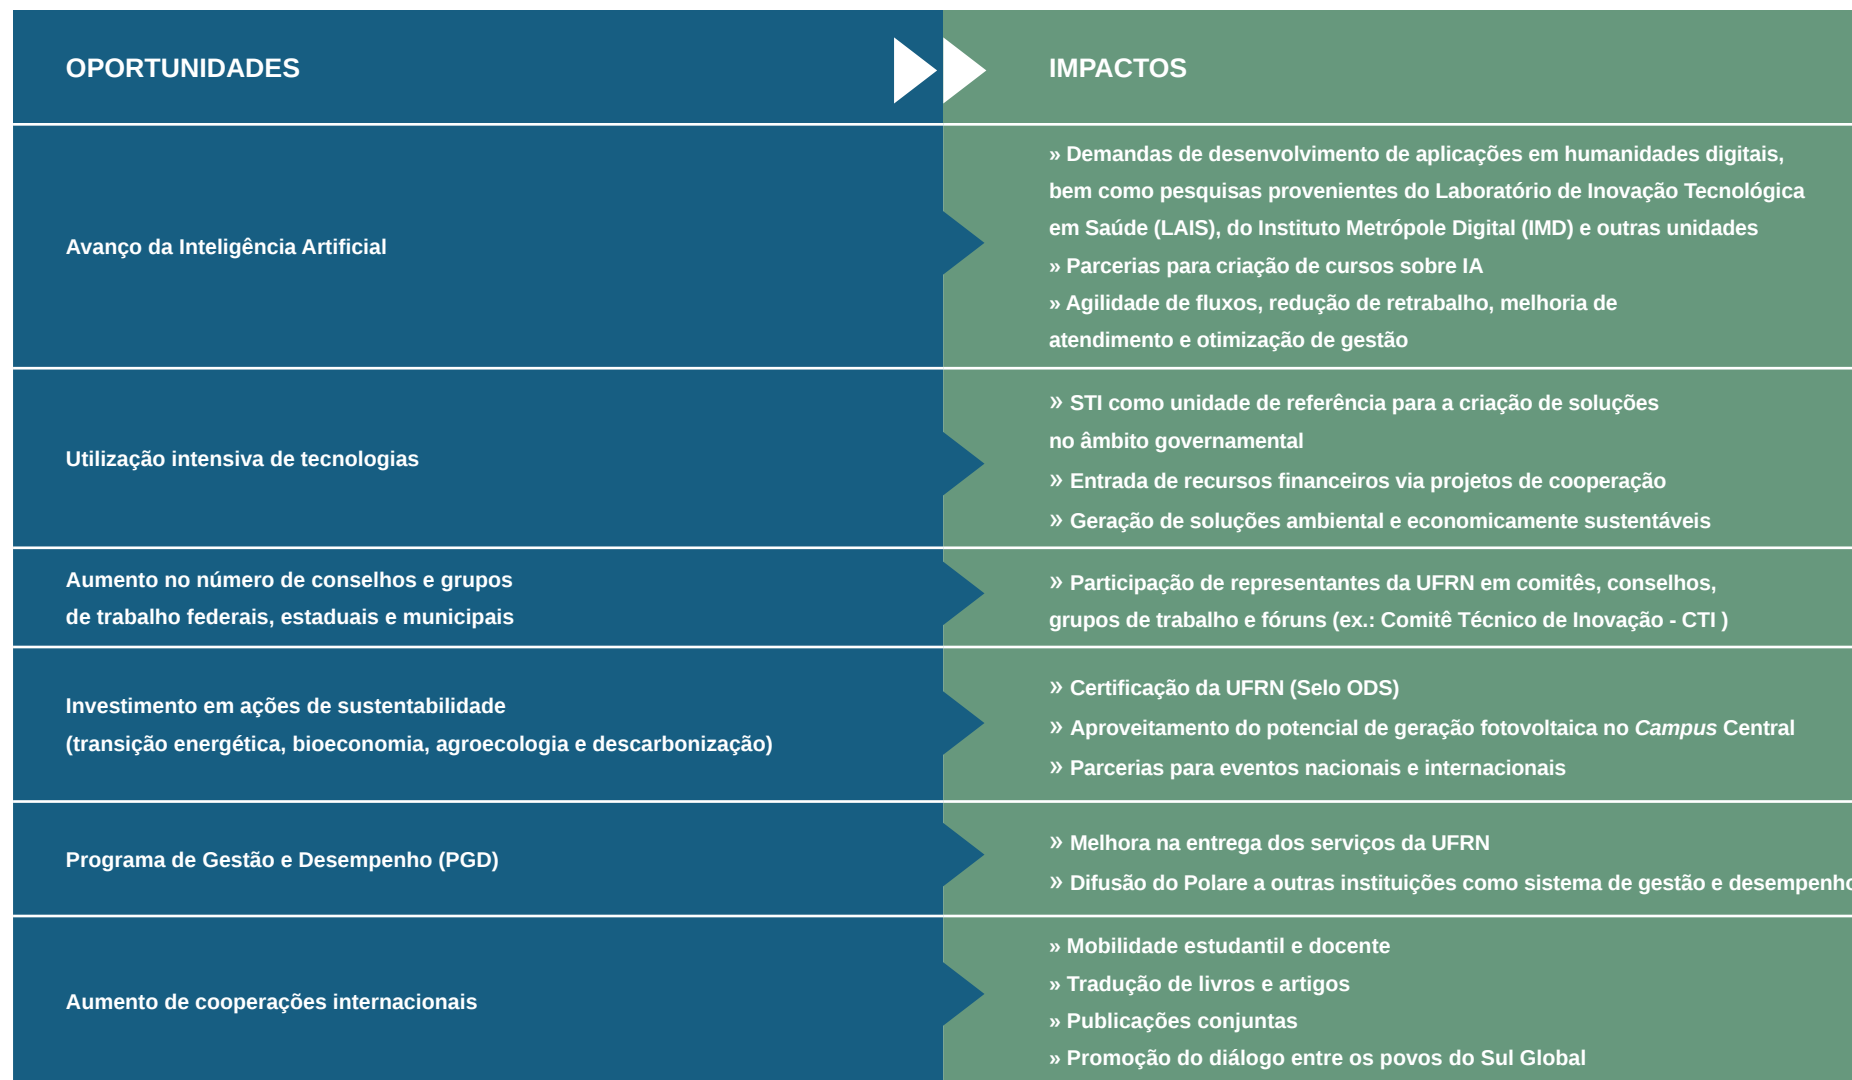 OPORTUNIDADES
IMPACTOS
Avanço da Inteligência Artificial
» Demandas de desenvolvimento de aplicações em humanidades digitais,
bem como pesquisas provenientes do Laboratório de Inovação Tecnológica
em Saúde (LAIS), do Instituto Metrópole Digital (IMD) e outras unidades
» Parcerias para criação de cursos sobre IA
» Agilidade de fluxos, redução de retrabalho, melhoria de
atendimento e otimização de gestão
Utilização intensiva de tecnologias
» STI como unidade de referência para a criação de soluções
no âmbito governamental
» Entrada de recursos financeiros via projetos de cooperação
» Geração de soluções ambiental e economicamente sustentáveis
Aumento no número de conselhos e grupos
de trabalho federais, estaduais e municipais
» Participação de representantes da UFRN em comitês, conselhos,
grupos de trabalho e fóruns (ex.: Comitê Técnico de Inovação - CTI )
Investimento em ações de sustentabilidade
(transição energética, bioeconomia, agroecologia e descarbonização)
» Certificação da UFRN (Selo ODS)
» Aproveitamento do potencial de geração fotovoltaica no Campus Central
» Parcerias para eventos nacionais e internacionais
Programa de Gestão e Desempenho (PGD)
» Melhora na entrega dos serviços da UFRN
» Difusão do Polare a outras instituições como sistema de gestão e desempenho
Aumento de cooperações internacionais
» Mobilidade estudantil e docente
» Tradução de livros e artigos
» Publicações conjuntas
» Promoção do diálogo entre os povos do Sul Global